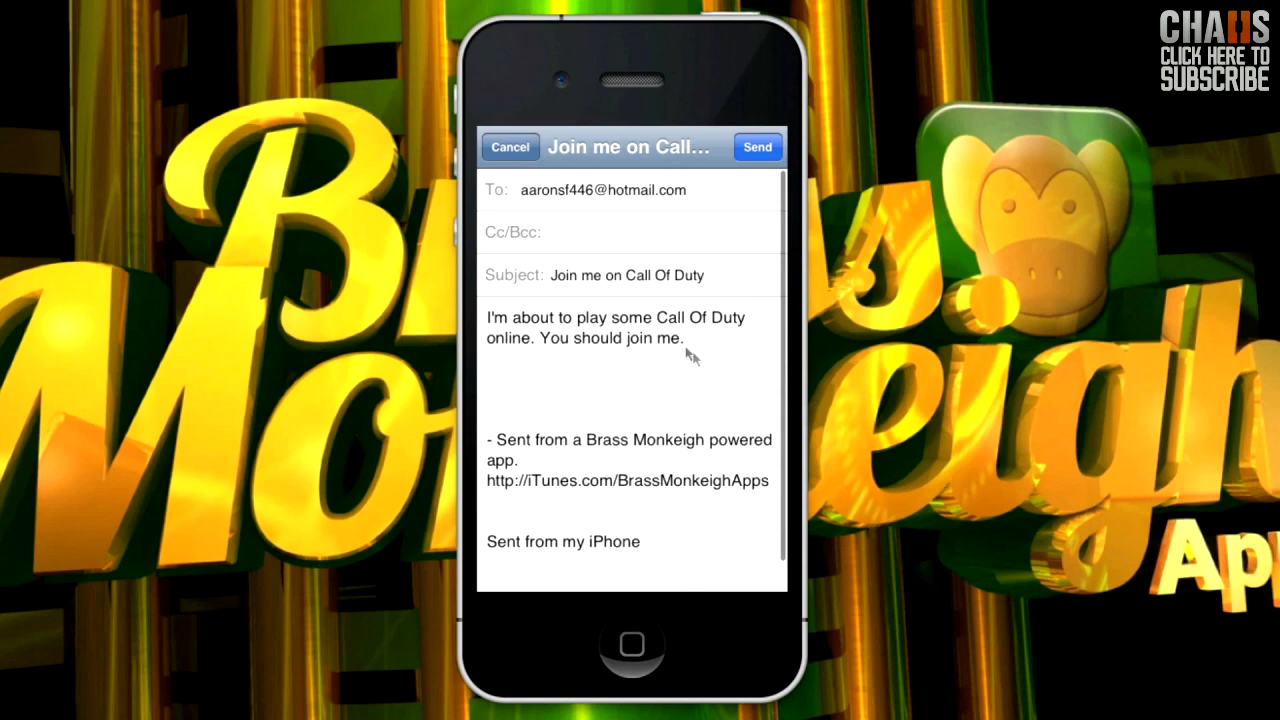 CHAOS
CLICK HERE TO
SUBSCRIBE
Brass
Monkeigh
Cancel
Join me on Call...
Send
To: aaronsf446@hotmail.com
Cc/Bcc:
Subject: Join me on Call Of Duty
I'm about to play some Call Of Duty
online. You should join me.
- Sent from a Brass Monkeigh powered
app.
http://iTunes.com/BrassMonkeighApps
Sent from my iPhone